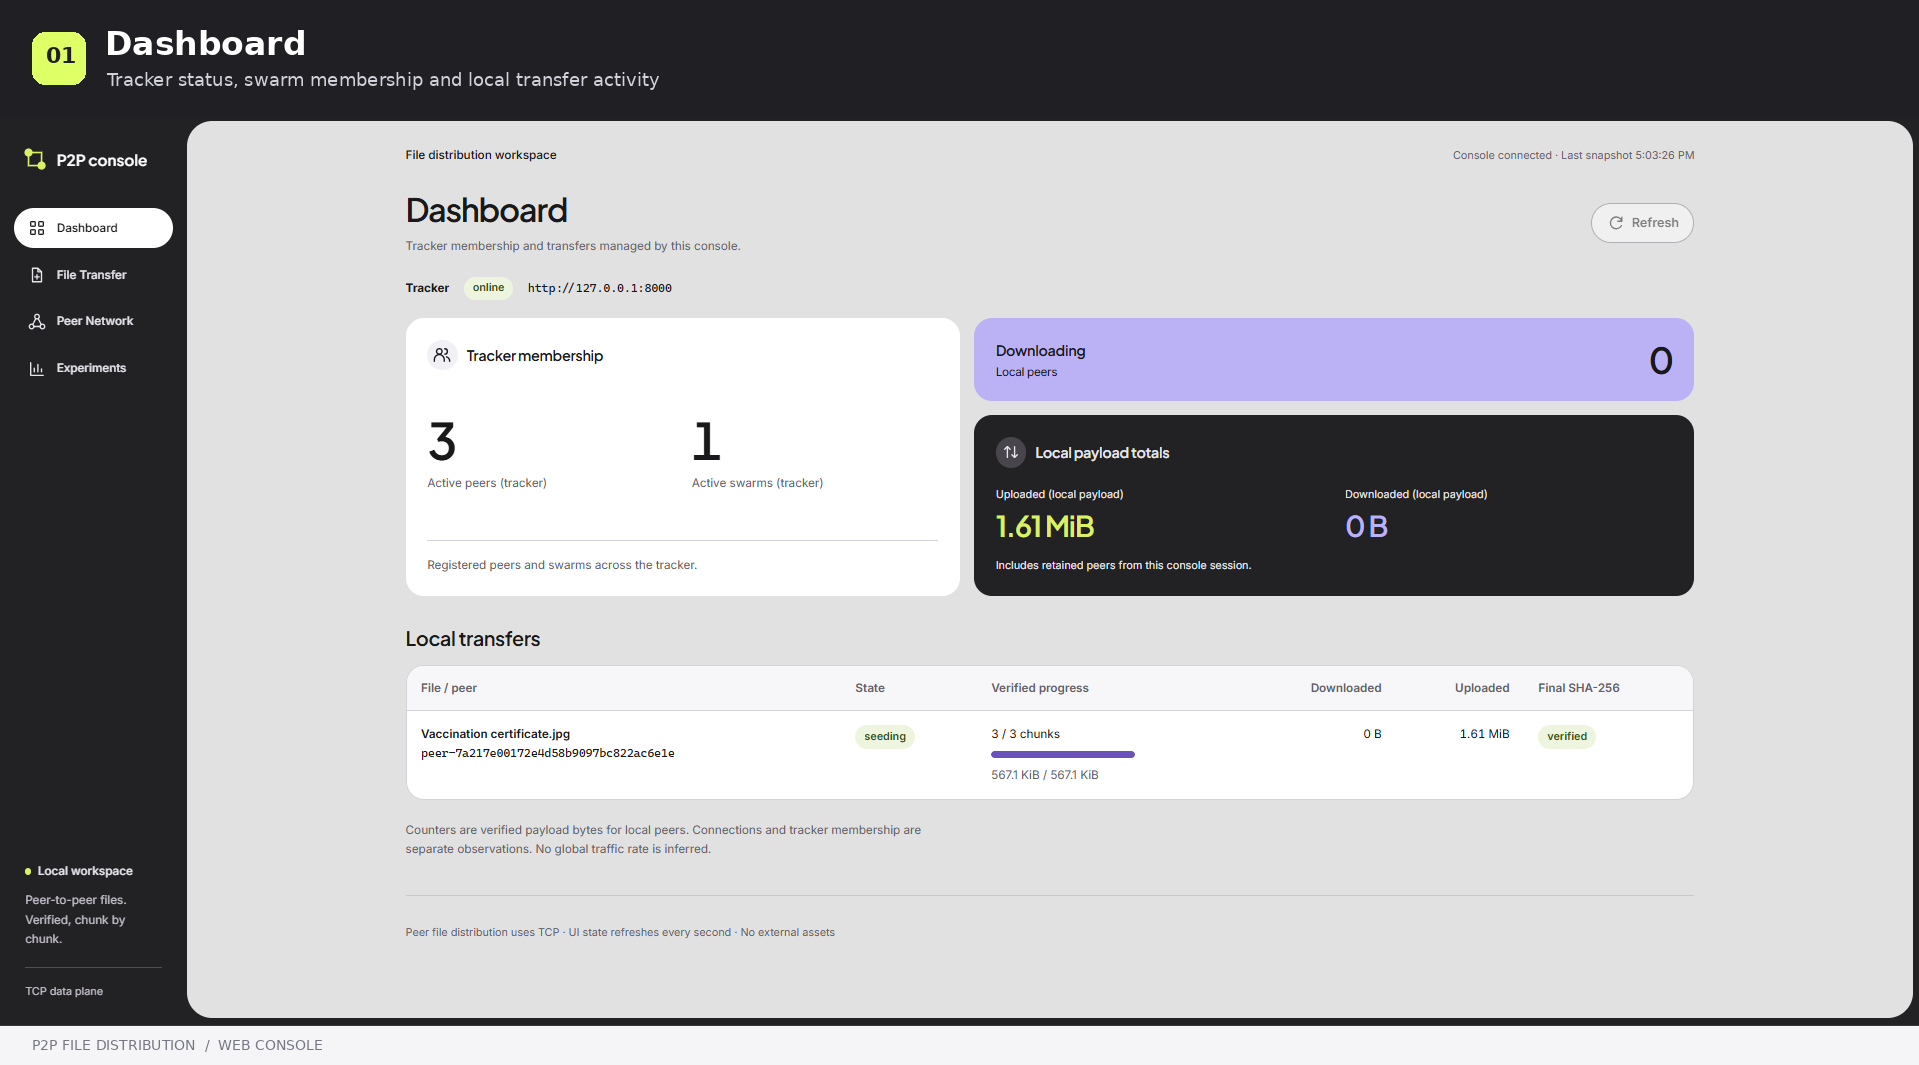 01
Dashboard
Tracker status, swarm membership and local transfer activity
P2P console
Dashboard
File Transfer
Peer Network
Experiments
Local workspace
Peer-to-peer files.
Verified, chunk by
chunk.
TCP data plane
File distribution workspace
Console connected · Last snapshot 5:03:26 PM
Dashboard
Refresh
Tracker membership and transfers managed by this console.
Tracker online http://127.0.0.1:8000
Tracker membership
3
Active peers (tracker)
1
Active swarms (tracker)
Registered peers and swarms across the tracker.
Downloading
Local peers
0
Local payload totals
Uploaded (local payload)
1.61 MiB
Downloaded (local payload)
0 B
Includes retained peers from this console session.
Local transfers
File / peer State Verified progress Downloaded Uploaded Final SHA-256
Vaccination certificate.jpg seeding 3 / 3 chunks 0 B 1.61 MiB verified
peer-7a217e00172e4d58b9097bc822ac6e1e
567.1 KiB / 567.1 KiB
Counters are verified payload bytes for local peers. Connections and tracker membership are
separate observations. No global traffic rate is inferred.
Peer file distribution uses TCP · UI state refreshes every second · No external assets
P2P FILE DISTRIBUTION / WEB CONSOLE